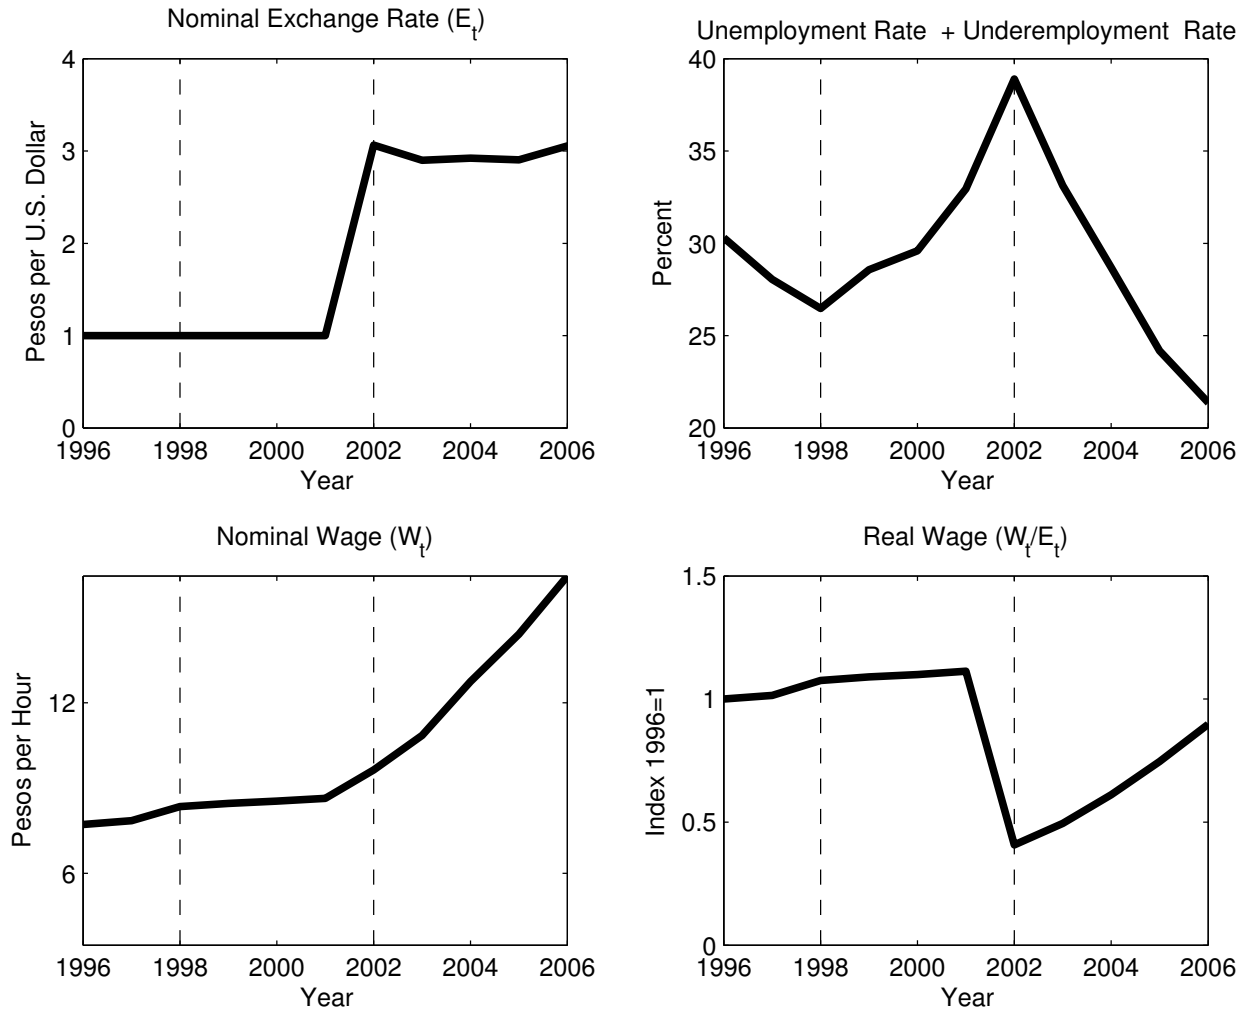 Nominal Exchange Rate (E_t)
Pesos per U.S. Dollar
4
3
2
1
0
1996 1998 2000 2002 2004 2006
Year
Unemployment Rate + Underemployment Rate
Percent
40
35
30
25
20
1996 1998 2000 2002 2004 2006
Year
Nominal Wage (W_t)
Pesos per Hour
12
6
1996 1998 2000 2002 2004 2006
Year
Real Wage (W_t/E_t)
Index 1996=1
1.5
1
0.5
0
1996 1998 2000 2002 2004 2006
Year